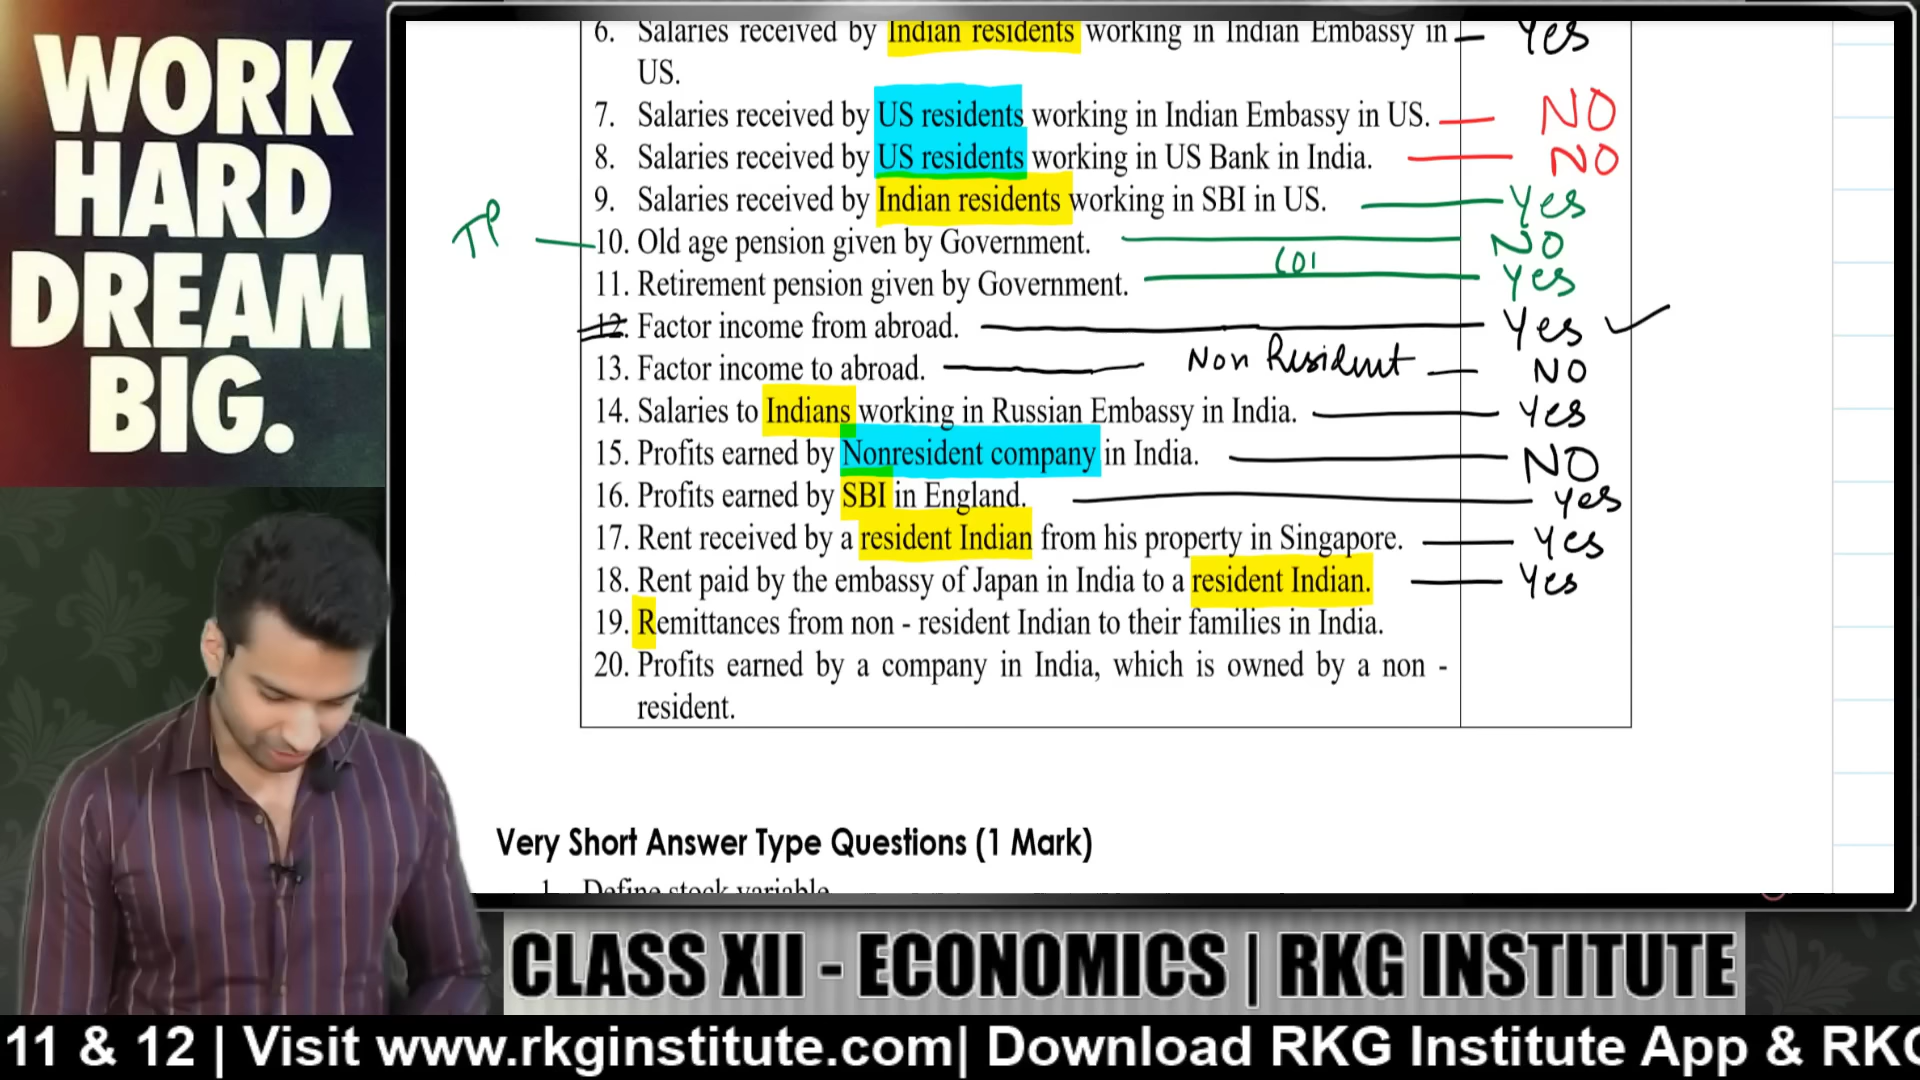 WORK
HARD
DREAM
BIG.
6. Salaries received by Indian residents working in Indian Embassy in US. Yes
7. Salaries received by US residents working in Indian Embassy in US. NO
8. Salaries received by US residents working in US Bank in India. NO
9. Salaries received by Indian residents working in SBI in US. Yes
TP 10. Old age pension given by Government. NO
11. Retirement pension given by Government. COE Yes
12. Factor income from abroad. Yes
13. Factor income to abroad. Non Resident NO
14. Salaries to Indians working in Russian Embassy in India. Yes
15. Profits earned by Nonresident company in India. NO
16. Profits earned by SBI in England. Yes
17. Rent received by a resident Indian from his property in Singapore. Yes
18. Rent paid by the embassy of Japan in India to a resident Indian. Yes
19. Remittances from non - resident Indian to their families in India.
20. Profits earned by a company in India, which is owned by a non -
resident.
Very Short Answer Type Questions (1 Mark)
1. Define stock variable.
CLASS XII - ECONOMICS | RKG INSTITUTE
11 & 12 | Visit www.rkginstitute.com| Download RKG Institute App & RKG